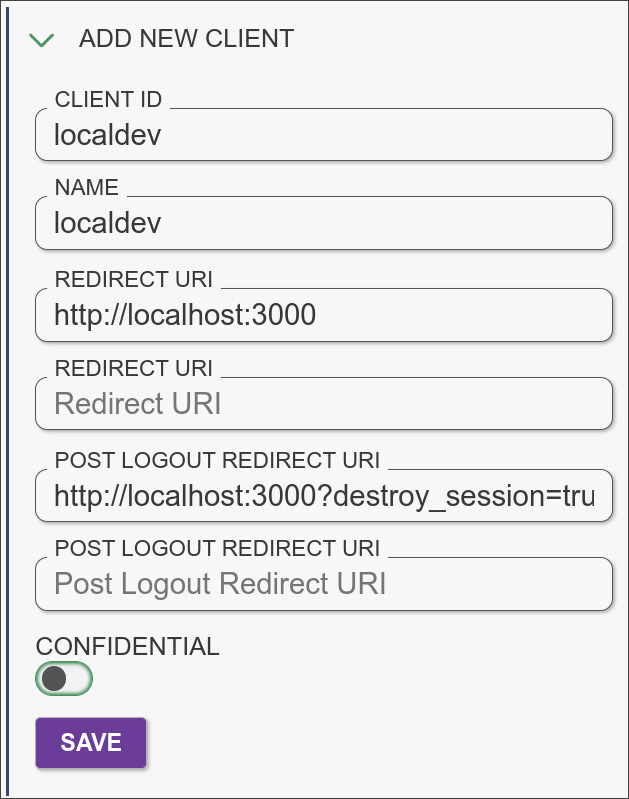 ADD NEW CLIENT
CLIENT ID
localdev
NAME
localdev
REDIRECT URI
http://localhost:3000
REDIRECT URI
Redirect URI
POST LOGOUT REDIRECT URI
http://localhost:3000?destroy_session=tru
POST LOGOUT REDIRECT URI
Post Logout Redirect URI
CONFIDENTIAL
SAVE